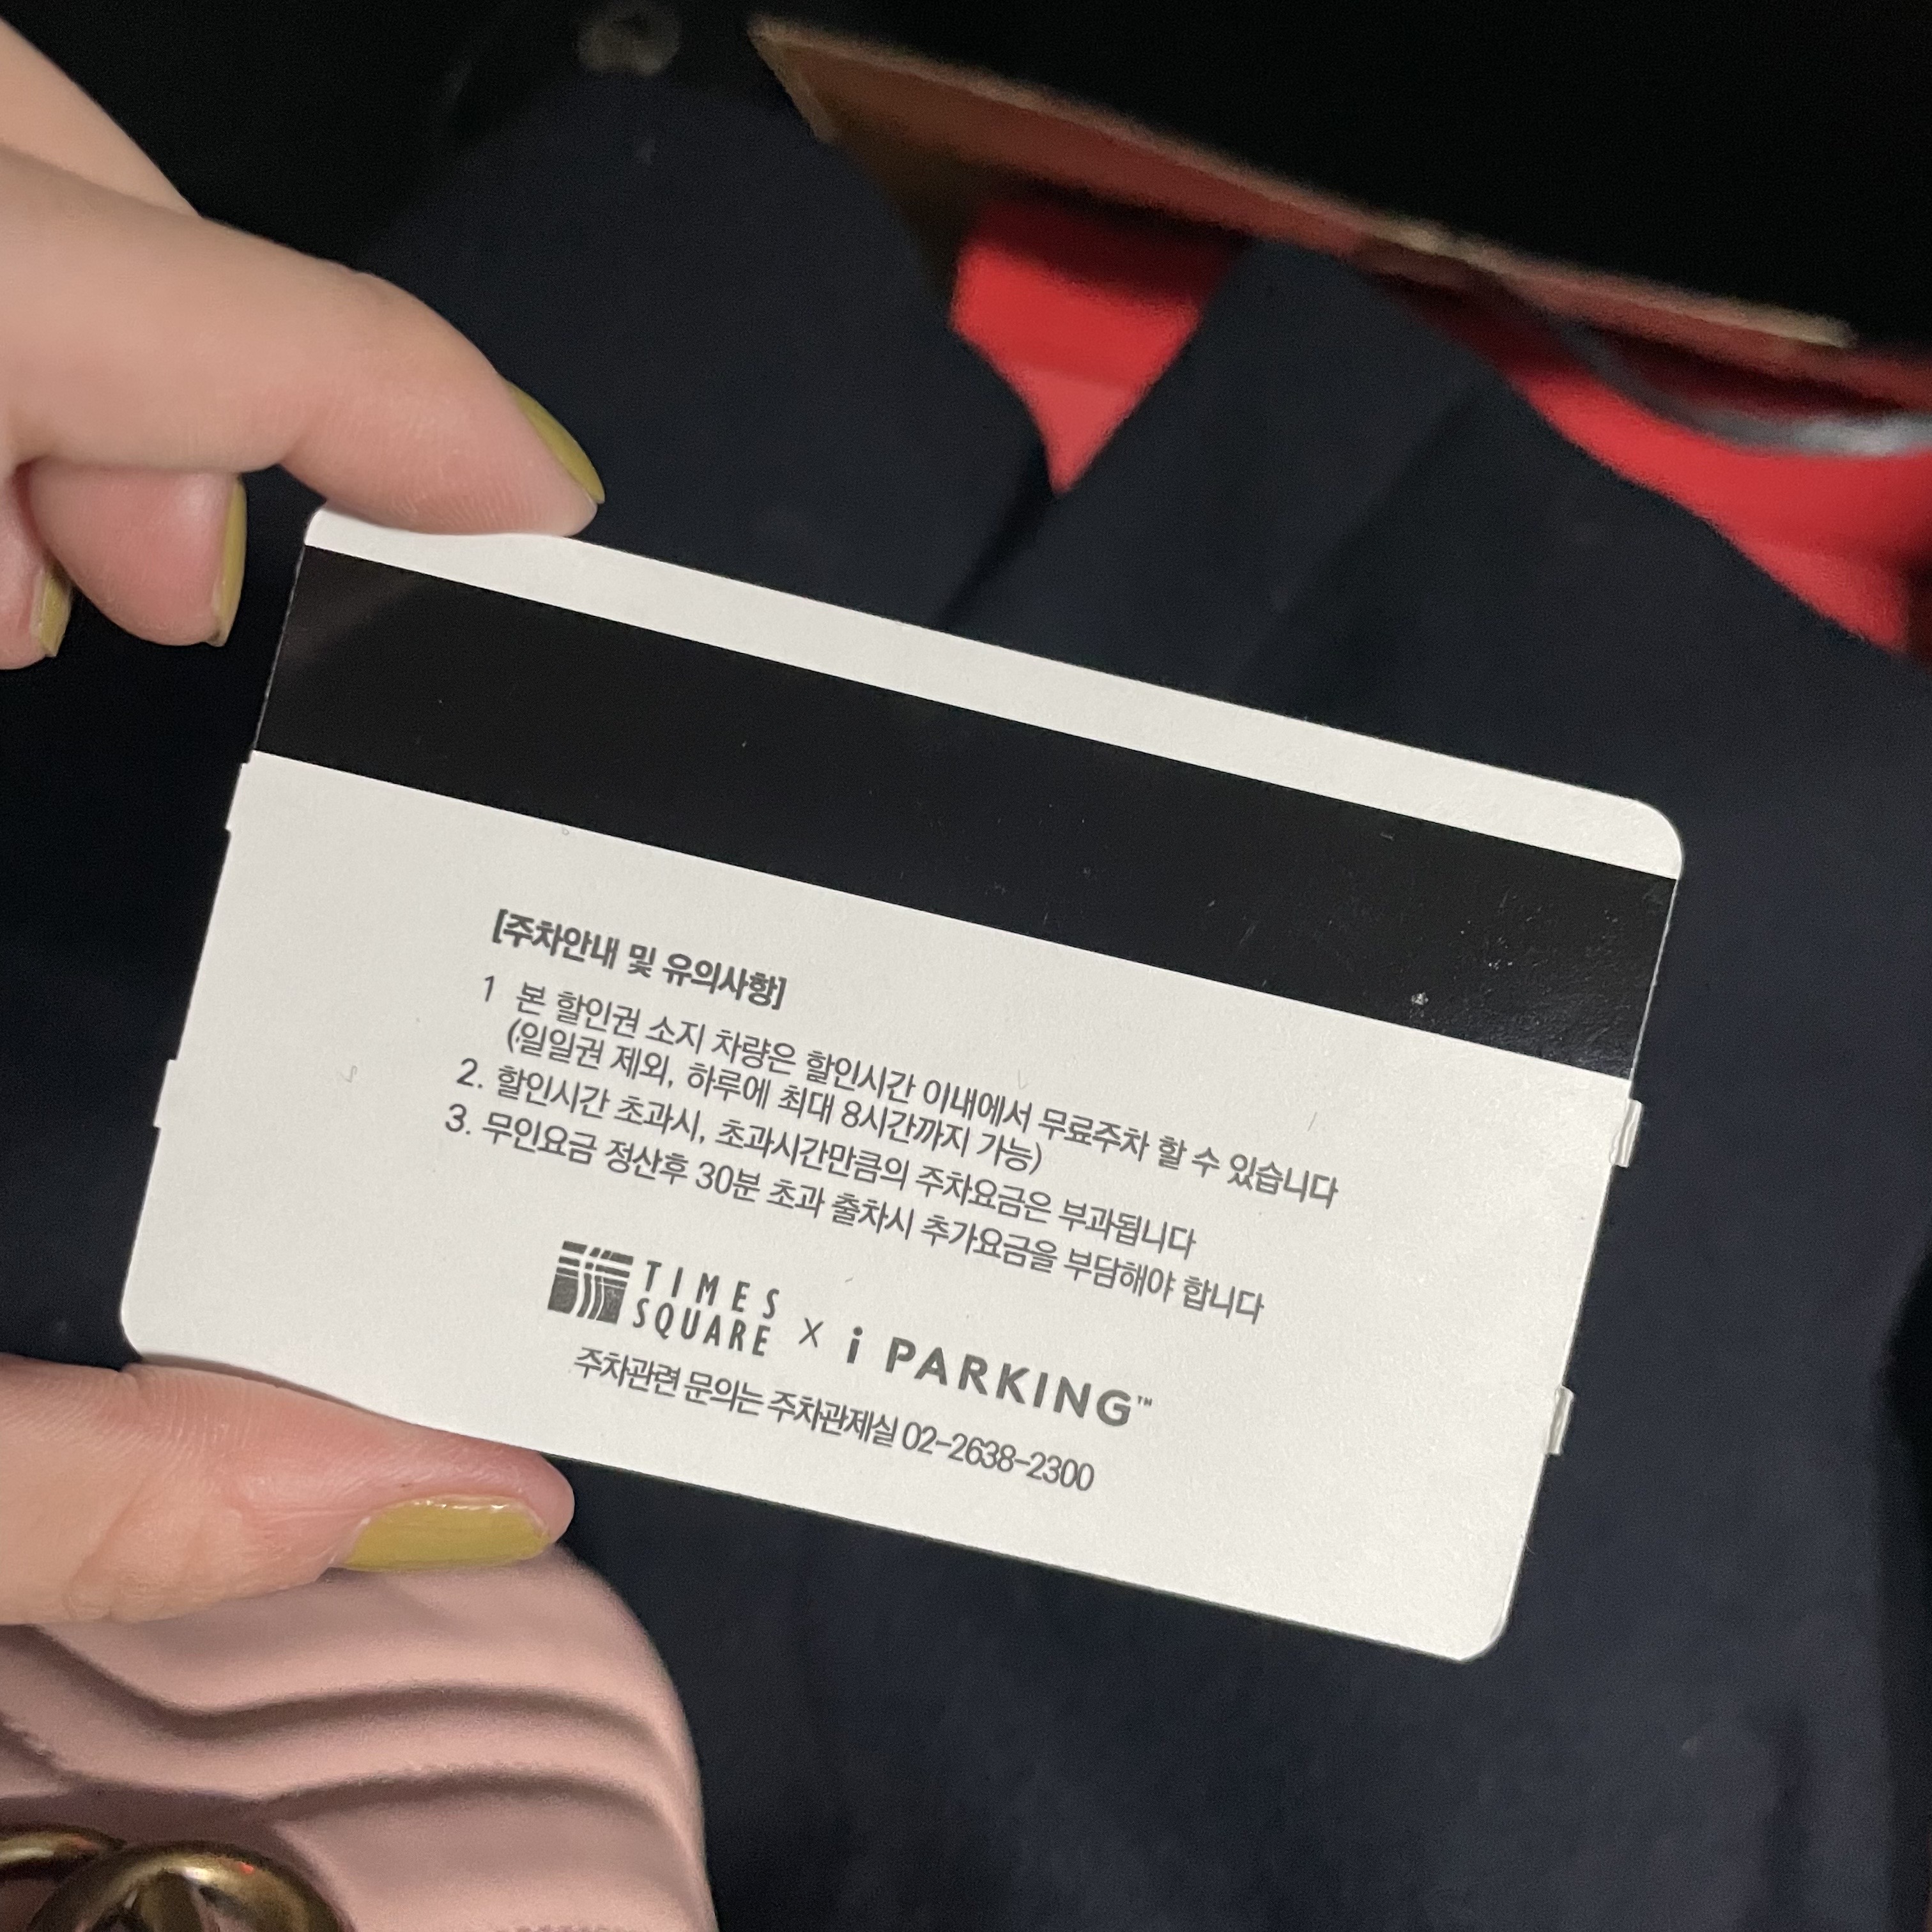 [주차안내 및 유의사항]
1 본 할인권 소지 차량은 할인시간 이내에서 무료주차 할 수 있습니다
(일일권 제외, 하루에 최대 8시간까지 가능)
2. 할인시간 초과시, 초과시간만큼의 주차요금은 부과됩니다
3. 무인요금 정산후 30분 초과 출차시 추가요금을 부담해야 합니다
TIMES SQUARE X i PARKING™
주차관련 문의는 주차관제실 02-2638-2300